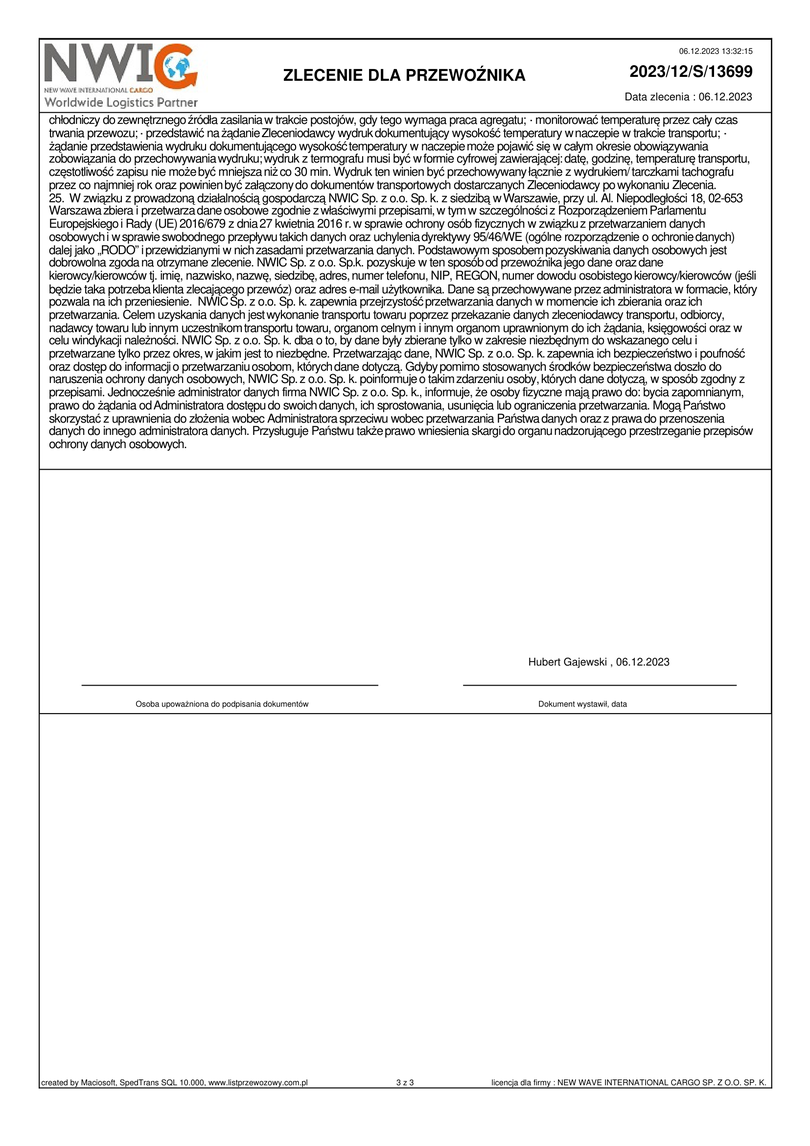 06.12.2023 13:32:15
NWIC
NEW WAVE INTERNATIONAL CARGO
Worldwide Logistics Partner
ZLECENIE DLA PRZEWOŹNIKA
2023/12/S/13699
Data zlecenia : 06.12.2023
chłodniczy do zewnętrznego źródła zasilania w trakcie postojów, gdy tego wymaga praca agregatu; · monitorować temperaturę przez cały czas
trwania przewozu; · przedstawić na żądanie Zleceniodawcy wydruk dokumentujący wysokość temperatury w naczepie w trakcie transportu; ·
żądanie przedstawienia wydruku dokumentującego wysokość temperatury w naczepie może pojawić się w całym okresie obowiązywania
zobowiązania do przechowywania wydruku; wydruk z termografu musi być w formie cyfrowej zawierającej: datę, godzinę, temperaturę transportu,
częstotliwość zapisu nie może być mniejsza niż co 30 min. Wydruk ten winien być przechowywany łącznie z wydrukiem/ tarczkami tachografu
przez co najmniej rok oraz powinien być załączony do dokumentów transportowych dostarczanych Zleceniodawcy po wykonaniu Zlecenia.
25. W związku z prowadzoną działalnością gospodarczą NWIC Sp. z o.o. Sp. k. z siedzibą w Warszawie, przy ul. Al. Niepodległości 18, 02-653
Warszawa zbiera i przetwarza dane osobowe zgodnie z właściwymi przepisami, w tym w szczególności z Rozporządzeniem Parlamentu
Europejskiego i Rady (UE) 2016/679 z dnia 27 kwietnia 2016 r. w sprawie ochrony osób fizycznych w związku z przetwarzaniem danych
osobowych i w sprawie swobodnego przepływu takich danych oraz uchylenia dyrektywy 95/46/WE (ogólne rozporządzenie o ochronie danych)
dalej jako „RODO” i przewidzianymi w nich zasadami przetwarzania danych. Podstawowym sposobem pozyskiwania danych osobowych jest
dobrowolna zgoda na otrzymane zlecenie. NWIC Sp. z o.o. Sp.k. pozyskuje w ten sposób od przewoźnika jego dane oraz dane
kierowcy/kierowców tj. imię, nazwisko, nazwę, siedzibę, adres, numer telefonu, NIP, REGON, numer dowodu osobistego kierowcy/kierowców (jeśli
będzie taka potrzeba klienta zlecającego przewóz) oraz adres e-mail użytkownika. Dane są przechowywane przez administratora w formacie, który
pozwala na ich przeniesienie. NWIC Sp. z o.o. Sp. k. zapewnia przejrzystość przetwarzania danych w momencie ich zbierania oraz ich
przetwarzania. Celem uzyskania danych jest wykonanie transportu towaru poprzez przekazanie danych zleceniodawcy transportu, odbiorcy,
nadawcy towaru lub innym uczestnikom transportu towaru, organom celnym i innym organom uprawnionym do ich żądania, księgowości oraz w
celu windykacji należności. NWIC Sp. z o.o. Sp. k. dba o to, by dane były zbierane tylko w zakresie niezbędnym do wskazanego celu i
przetwarzane tylko przez okres, w jakim jest to niezbędne. Przetwarzając dane, NWIC Sp. z o.o. Sp. k. zapewnia ich bezpieczeństwo i poufność
oraz dostęp do informacji o przetwarzaniu osobom, których dane dotyczą. Gdyby pomimo stosowanych środków bezpieczeństwa doszło do
naruszenia ochrony danych osobowych, NWIC Sp. z o.o. Sp. k. poinformuje o takim zdarzeniu osoby, których dane dotyczą, w sposób zgodny z
przepisami. Jednocześnie administrator danych firma NWIC Sp. z o.o. Sp. k., informuje, że osoby fizyczne mają prawo do: bycia zapomnianym,
prawo do żądania od Administratora dostępu do swoich danych, ich sprostowania, usunięcia lub ograniczenia przetwarzania. Mogą Państwo
skorzystać z uprawnienia do złożenia wobec Administratora sprzeciwu wobec przetwarzania Państwa danych oraz z prawa do przenoszenia
danych do innego administratora danych. Przysługuje Państwu także prawo wniesienia skargi do organu nadzorującego przestrzeganie przepisów
ochrony danych osobowych.
Hubert Gajewski , 06.12.2023
Osoba upoważniona do podpisania dokumentów
Dokument wystawił, data
created by Maciosoft, SpedTrans SQL 10.000, www.listprzewozowy.com.pl
3 z 3
licencja dla firmy : NEW WAVE INTERNATIONAL CARGO SP. Z O.O. SP. K.